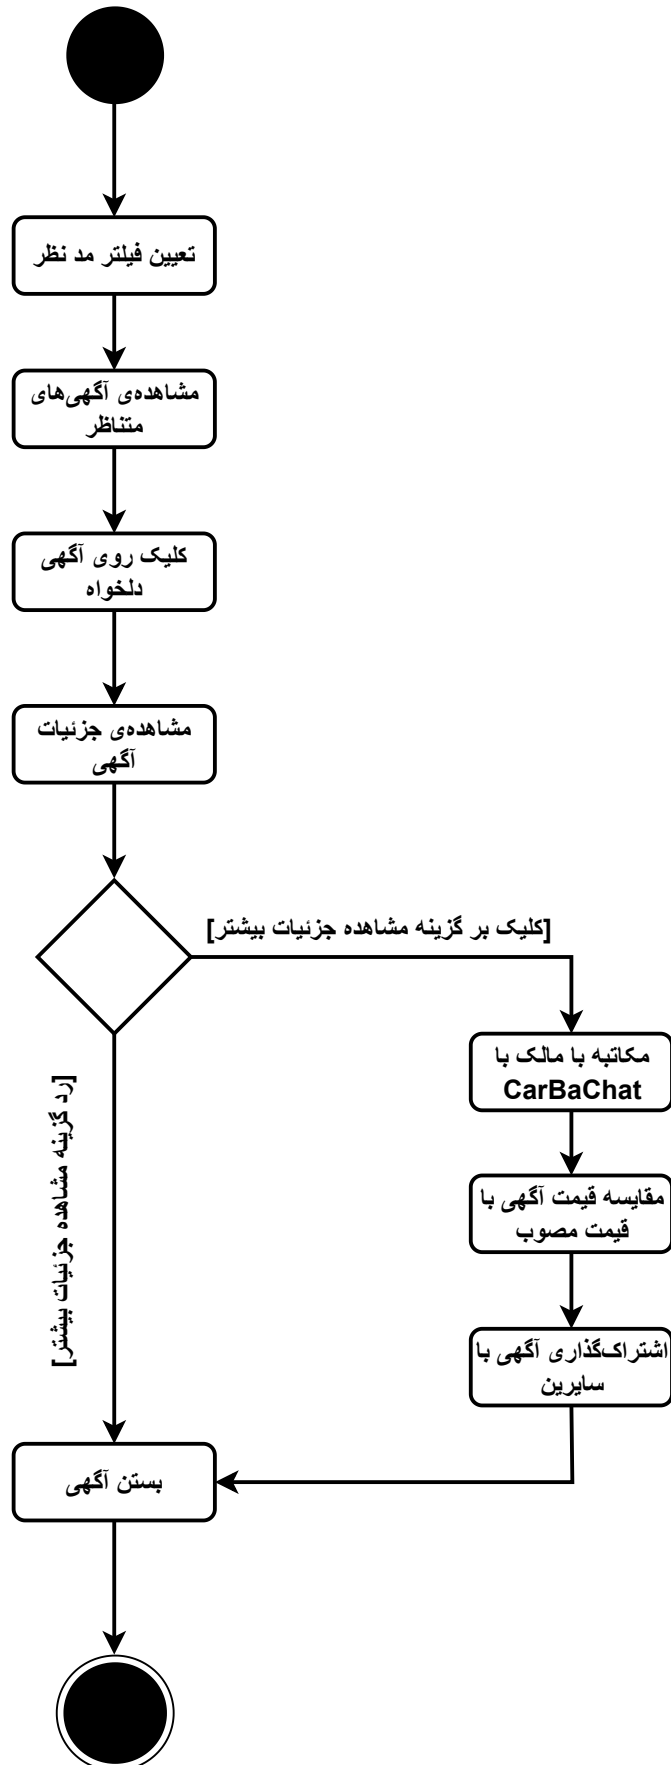 تعیین فیلتر مد نظر
مشاهده‌ی آگهی‌های
متناظر
کلیک روی آگهی
دلخواه
مشاهده‌ی جزئیات
آگهی
[کلیک بر گزینه مشاهده جزئیات بیشتر]
[رد گزینه مشاهده جزئیات بیشتر]
مکاتبه با مالک با
CarBaChat
مقایسه قیمت آگهی با
قیمت مصوب
اشتراک‌گذاری آگهی با
سایرین
بستن آگهی